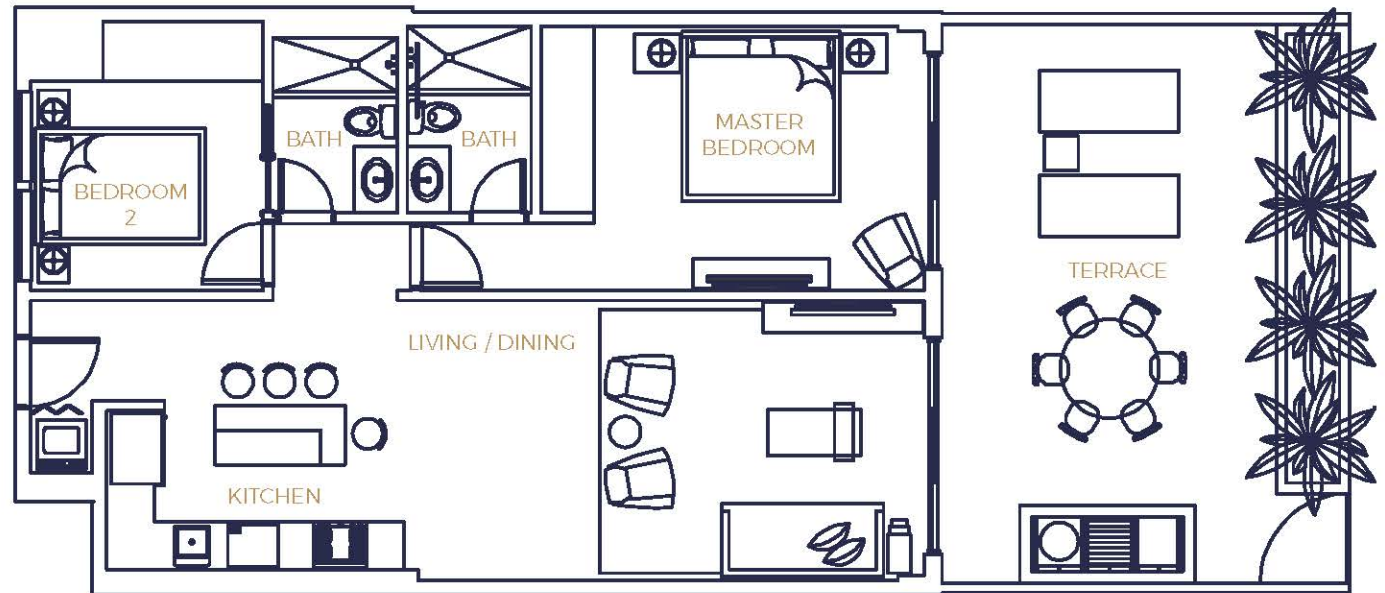 BATH
BATH
MASTER
BEDROOM
BEDROOM
2
TERRACE
LIVING / DINING
KITCHEN